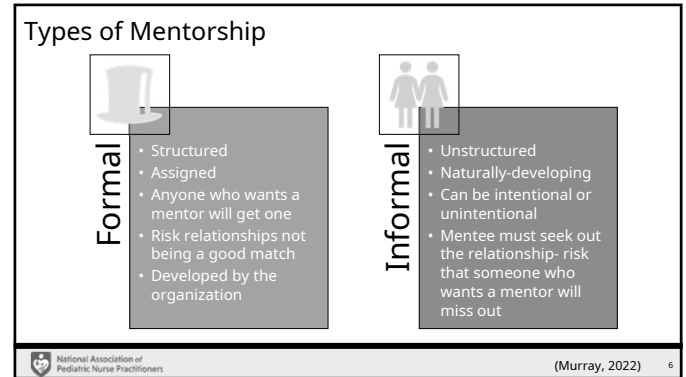 Types of Mentorship
Formal
• Structured
• Assigned
• Anyone who wants a
mentor will get one
• Risk relationships not
being a good match
• Developed by the
organization
Informal
• Unstructured
• Naturally-developing
• Can be intentional or
unintentional
• Mentee must seek out
the relationship- risk
that someone who
wants a mentor will
miss out
National Association of
Pediatric Nurse Practitioners
(Murray, 2022) 6